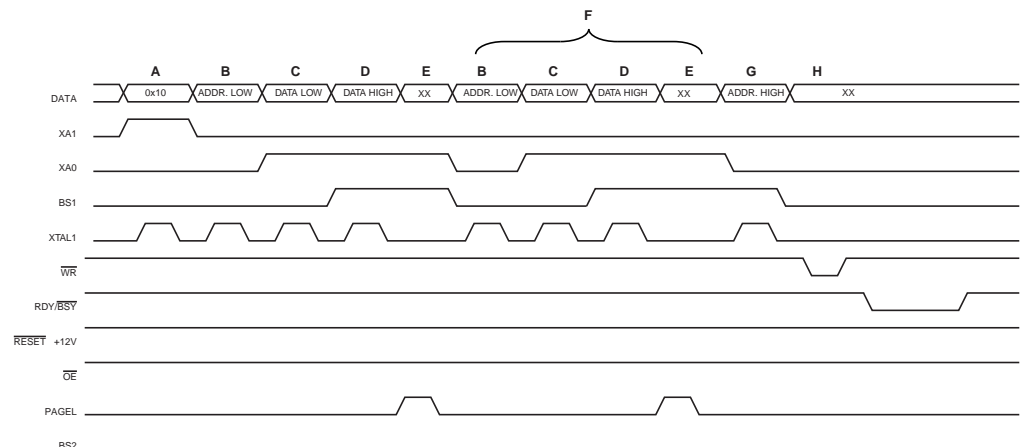 F
A B C D E B C D E G H
DATA 0x10 ADDR. LOW DATA LOW DATA HIGH XX ADDR. LOW DATA LOW DATA HIGH XX ADDR. HIGH XX
XA1
XA0
BS1
XTAL1
WR
RDY/BSY
RESET +12V
OE
PAGEL
BS2